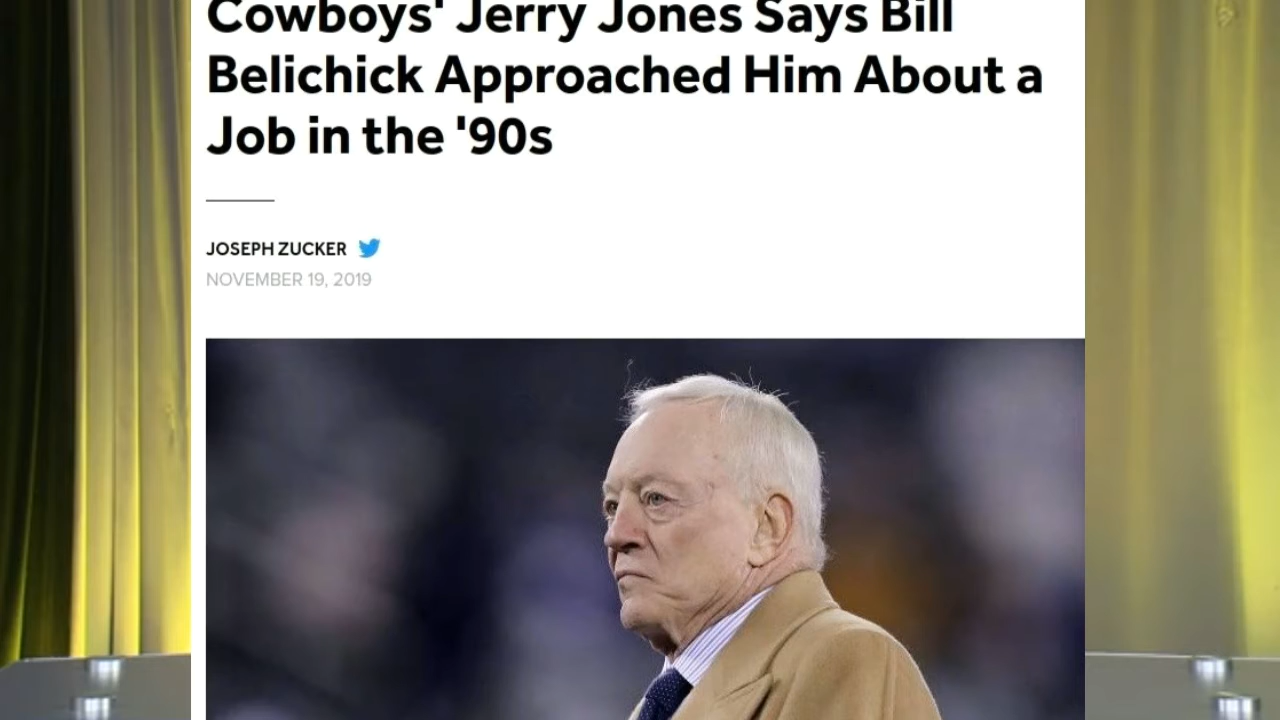 Cowboys' Jerry Jones Says Bill
Belichick Approached Him About a
Job in the '90s
JOSEPH ZUCKER
NOVEMBER 19, 2019